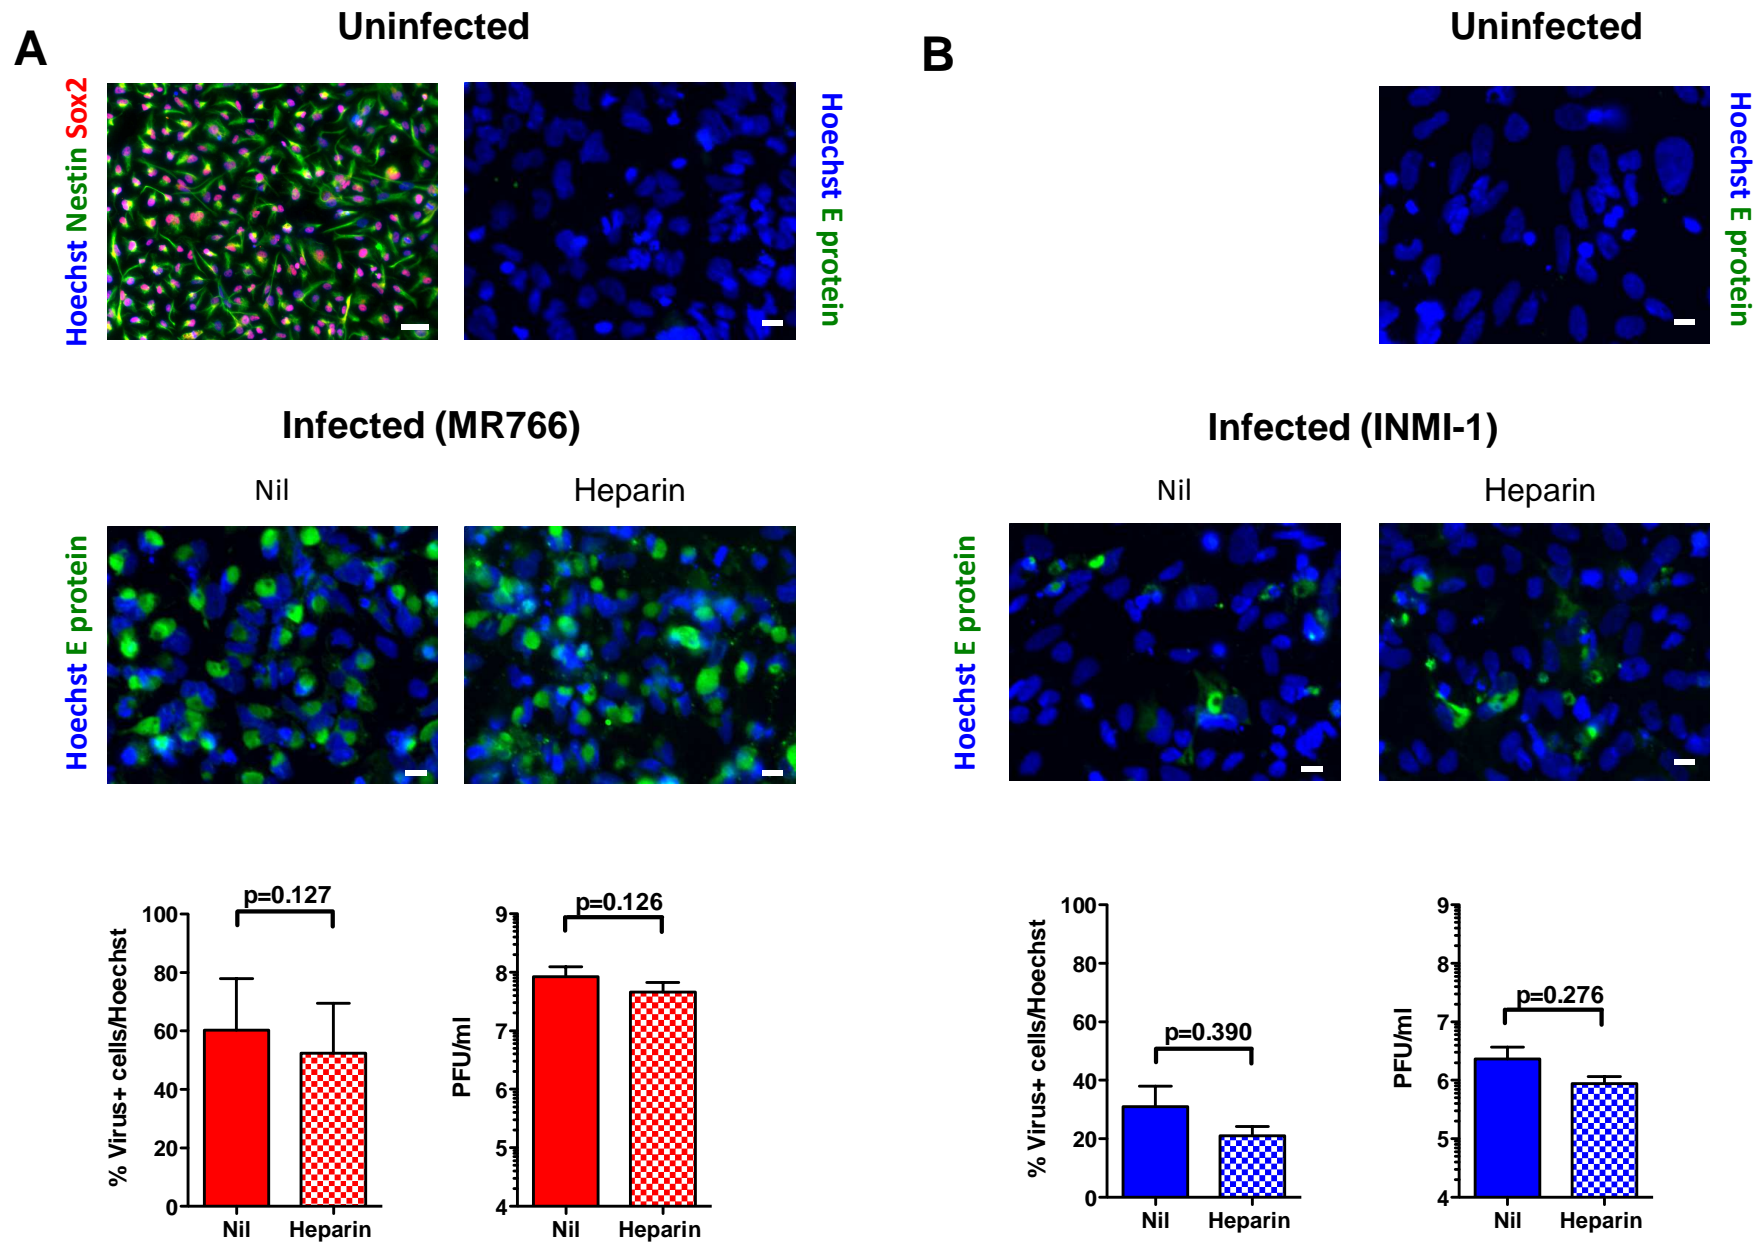 A
Uninfected
Hoechst Nestin Sox2
Hoechst E protein
Infected (MR766)
Nil
Heparin
Hoechst E protein
% Virus+ cells/Hoechst
100
80
60
40
20
0
p=0.127
Nil
Heparin
PFU/ml
9
8
7
6
5
4
p=0.126
Nil
Heparin
B
Uninfected
Hoechst E protein
Infected (INMI-1)
Nil
Heparin
Hoechst E protein
% Virus+ cells/Hoechst
100
80
60
40
20
0
p=0.390
Nil
Heparin
PFU/ml
9
8
7
6
5
4
p=0.276
Nil
Heparin